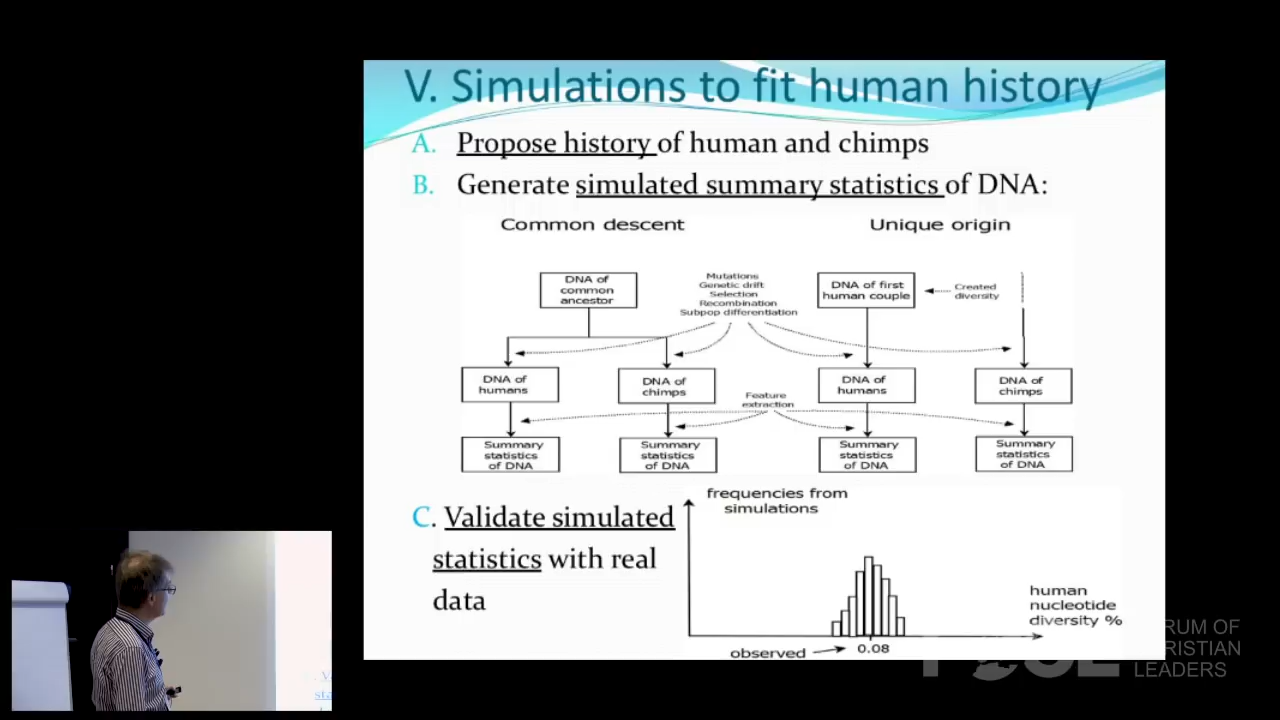 V. Simulations to fit human history
A. Propose history of human and chimps
B. Generate simulated summary statistics of DNA:
Common descent
Unique origin
DNA of
common
ancestor
Mutations
Genetic drift
Selection
Recombination
Subpop differentiation
DNA of first
human couple
Created
diversity
DNA of
humans
DNA of
chimps
DNA of
humans
DNA of
chimps
Feature
extraction
Summary
statistics
of DNA
Summary
statistics
of DNA
Summary
statistics
of DNA
Summary
statistics
of DNA
C. Validate simulated
statistics with real
data
frequencies from
simulations
human
nucleotide
diversity %
observed
0.08
RUM OF
RISTIAN
LEADERS